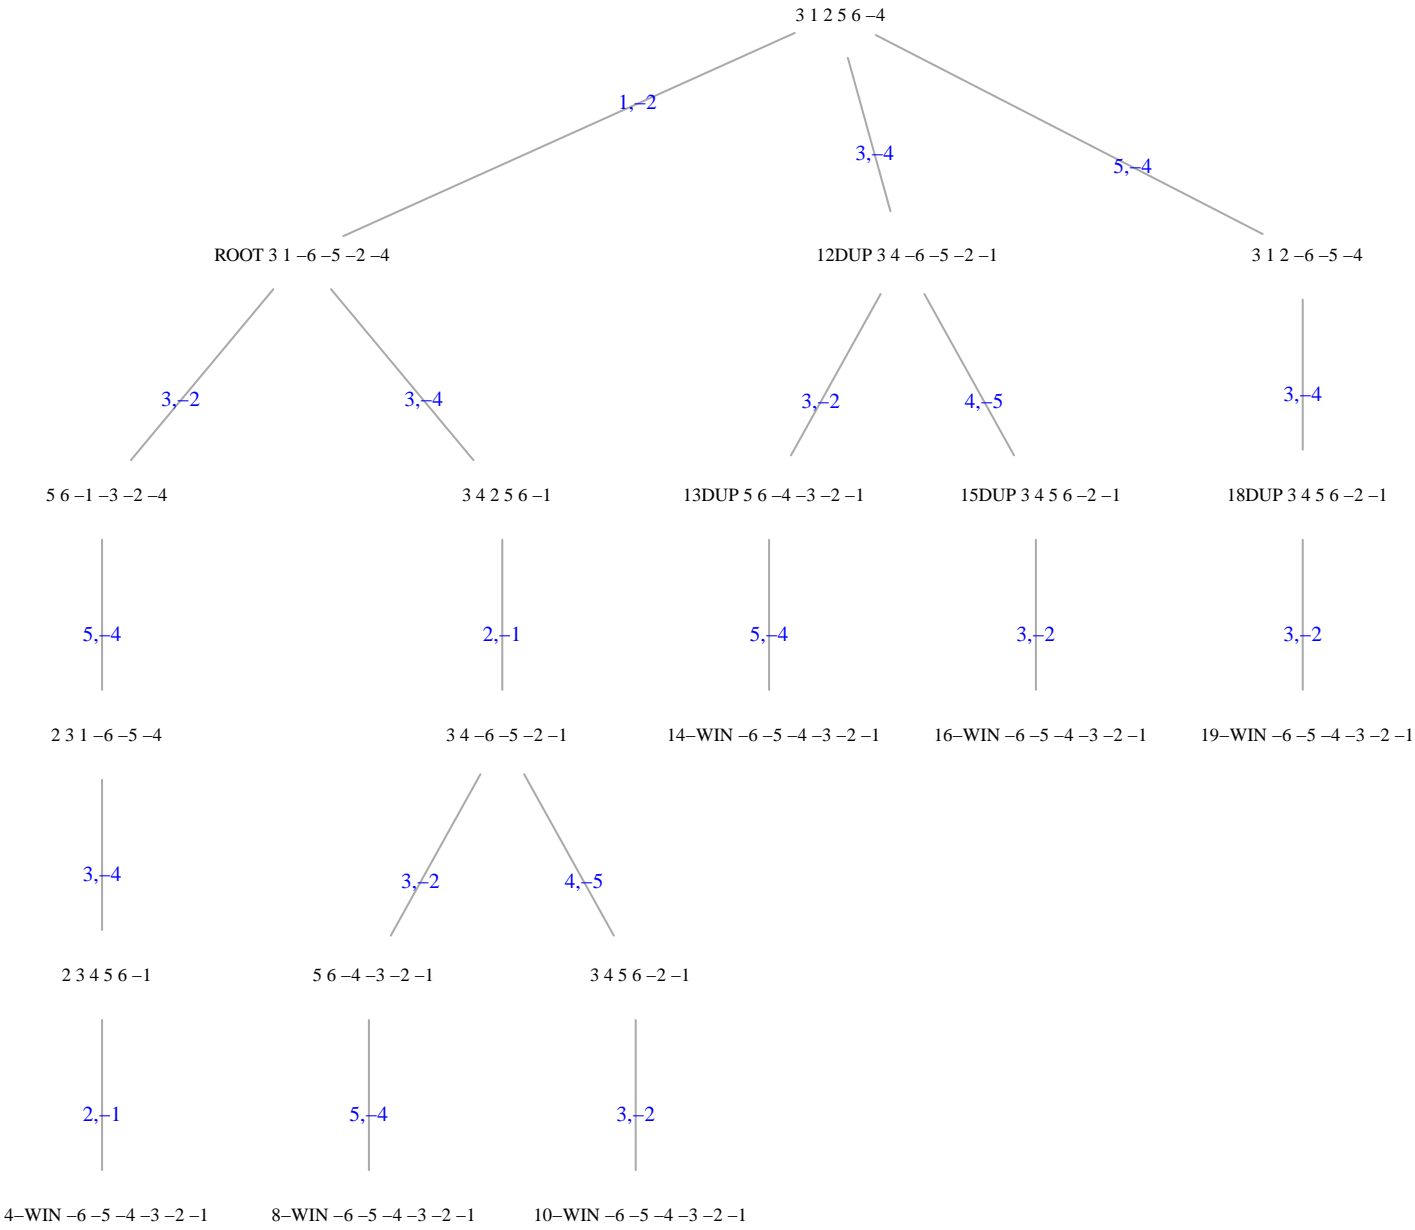 3 1 2 5 6 –4
1,–2
3,–4
5,–4
ROOT 3 1 –6 –5 –2 –4
12DUP 3 4 –6 –5 –2 –1
3 1 2 –6 –5 –4
3,–2
3,–4
3,–2
4,–5
3,–4
5 6 –1 –3 –2 –4
3 4 2 5 6 –1
13DUP 5 6 –4 –3 –2 –1
15DUP 3 4 5 6 –2 –1
18DUP 3 4 5 6 –2 –1
5,–4
2,–1
5,–4
3,–2
3,–2
2 3 1 –6 –5 –4
3 4 –6 –5 –2 –1
14–WIN –6 –5 –4 –3 –2 –1
16–WIN –6 –5 –4 –3 –2 –1
19–WIN –6 –5 –4 –3 –2 –1
3,–4
3,–2
4,–5
2 3 4 5 6 –1
5 6 –4 –3 –2 –1
3 4 5 6 –2 –1
2,–1
5,–4
3,–2
4–WIN –6 –5 –4 –3 –2 –1
8–WIN –6 –5 –4 –3 –2 –1
10–WIN –6 –5 –4 –3 –2 –1